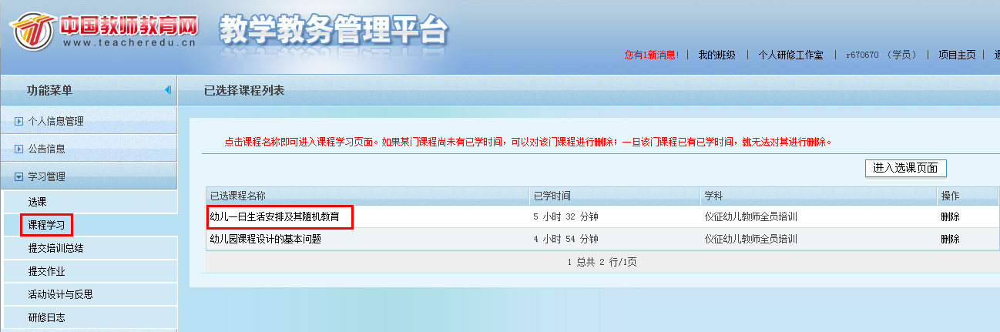 中国教师教育网
www.teacheredu.cn
教学教务管理平台
您有1新消息! | 我的班级 | 个人研修工作室 | r670670 (学员) | 项目主页 |
功能菜单
已选择课程列表
个人信息管理
公告信息
学习管理
选课
课程学习
提交培训总结
提交作业
活动设计与反思
研修日志
点击课程名称即可进入课程学习页面。如果某门课程尚未有已学时间,可以对该门课程进行删除;一旦该门课程已有已学时间,就无法对其进行删除。
进入选课页面
已选课程名称 已学时间 学科 操作
幼儿一日生活安排及其随机教育 5 小时 32 分钟 仪征幼儿教师全员培训 删除
幼儿园课程设计的基本问题 4 小时 54 分钟 仪征幼儿教师全员培训 删除
1 总共 2 行/1页